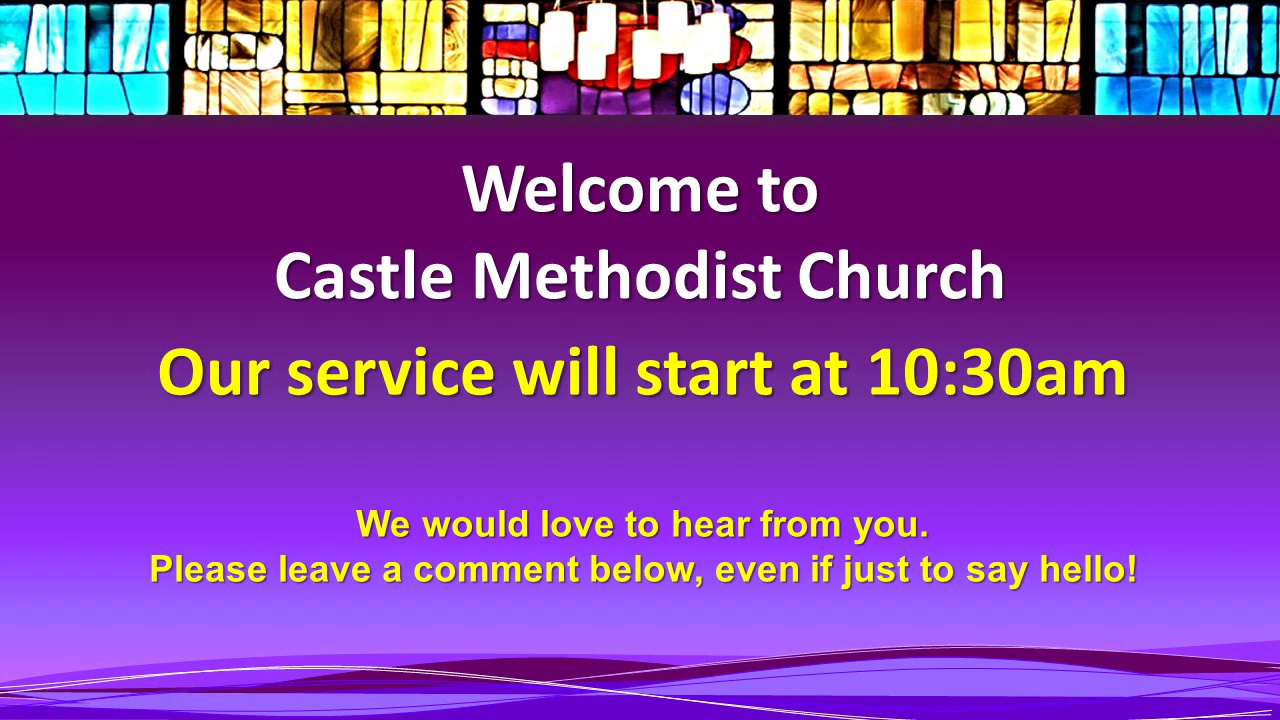 Welcome to
Castle Methodist Church
Our service will start at 10:30am
We would love to hear from you.
Please leave a comment below, even if just to say hello!